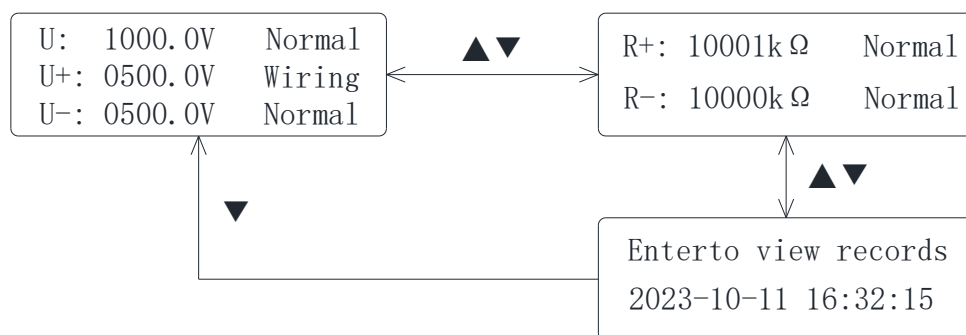 U: 1000.0V Normal
U+: 0500.0V Wiring
U-: 0500.0V Normal
▲▼
R+: 10001kΩ Normal
R-: 10000kΩ Normal
▲▼
▼
Enterto view records
2023-10-11 16:32:15